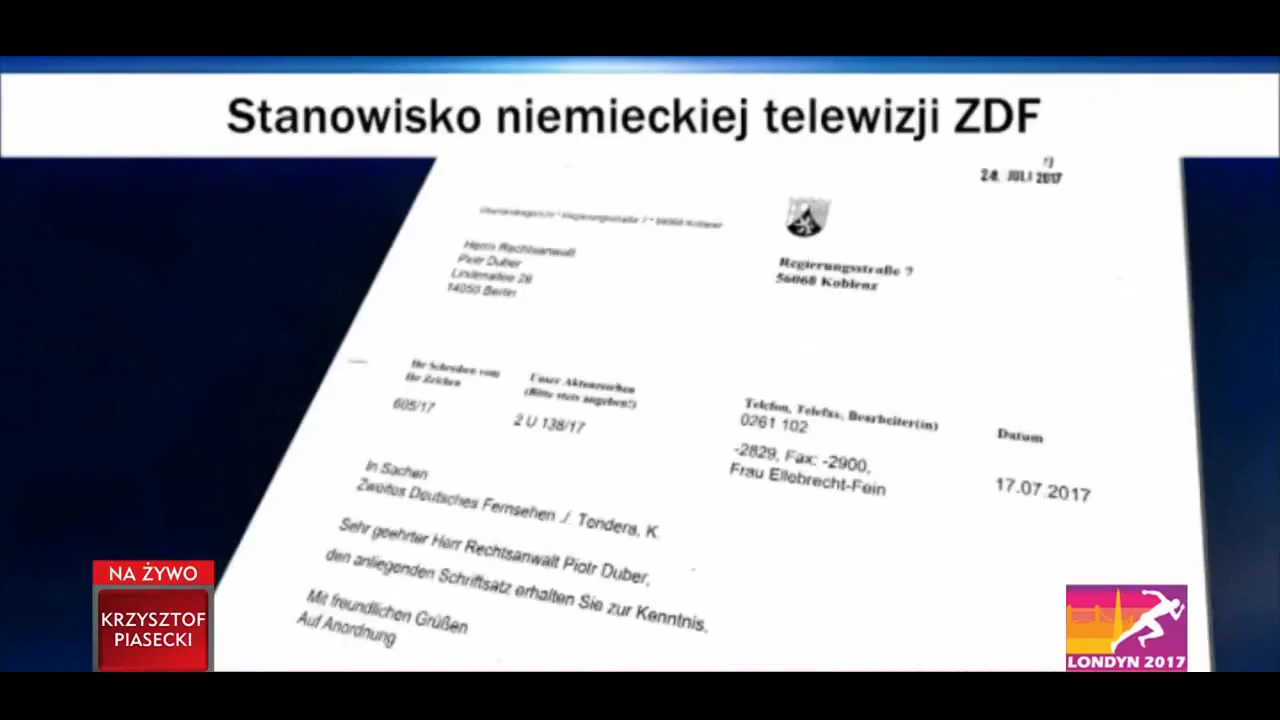 Stanowisko niemieckiej telewizji ZDF
24. JULI 2017
Regierungsstraße 7
56068 Koblenz
Herrn Rechtsanwalt
Piotr Duber
Lindenallee 26
14050 Berlin
Ihr Schreiben vom
Ihr Zeichen
605/17
Unser Aktenzeichen
(Bitte stets angeben!)
2 U 138/17
Telefon, Telefax, Bearbeiter(in)
0261 102
-2829, Fax: -2900,
Frau Ellebrecht-Fein
Datum
17.07.2017
In Sachen
Zweites Deutsches Fernsehen ./. Tendera, K.
Sehr geehrter Herr Rechtsanwalt Piotr Duber,
den anliegenden Schriftsatz erhalten Sie zur Kenntnis.
Mit freundlichen Grüßen
Auf Anordnung
NA ŻYWO
KRZYSZTOF
PIASECKI
LONDYN 2017